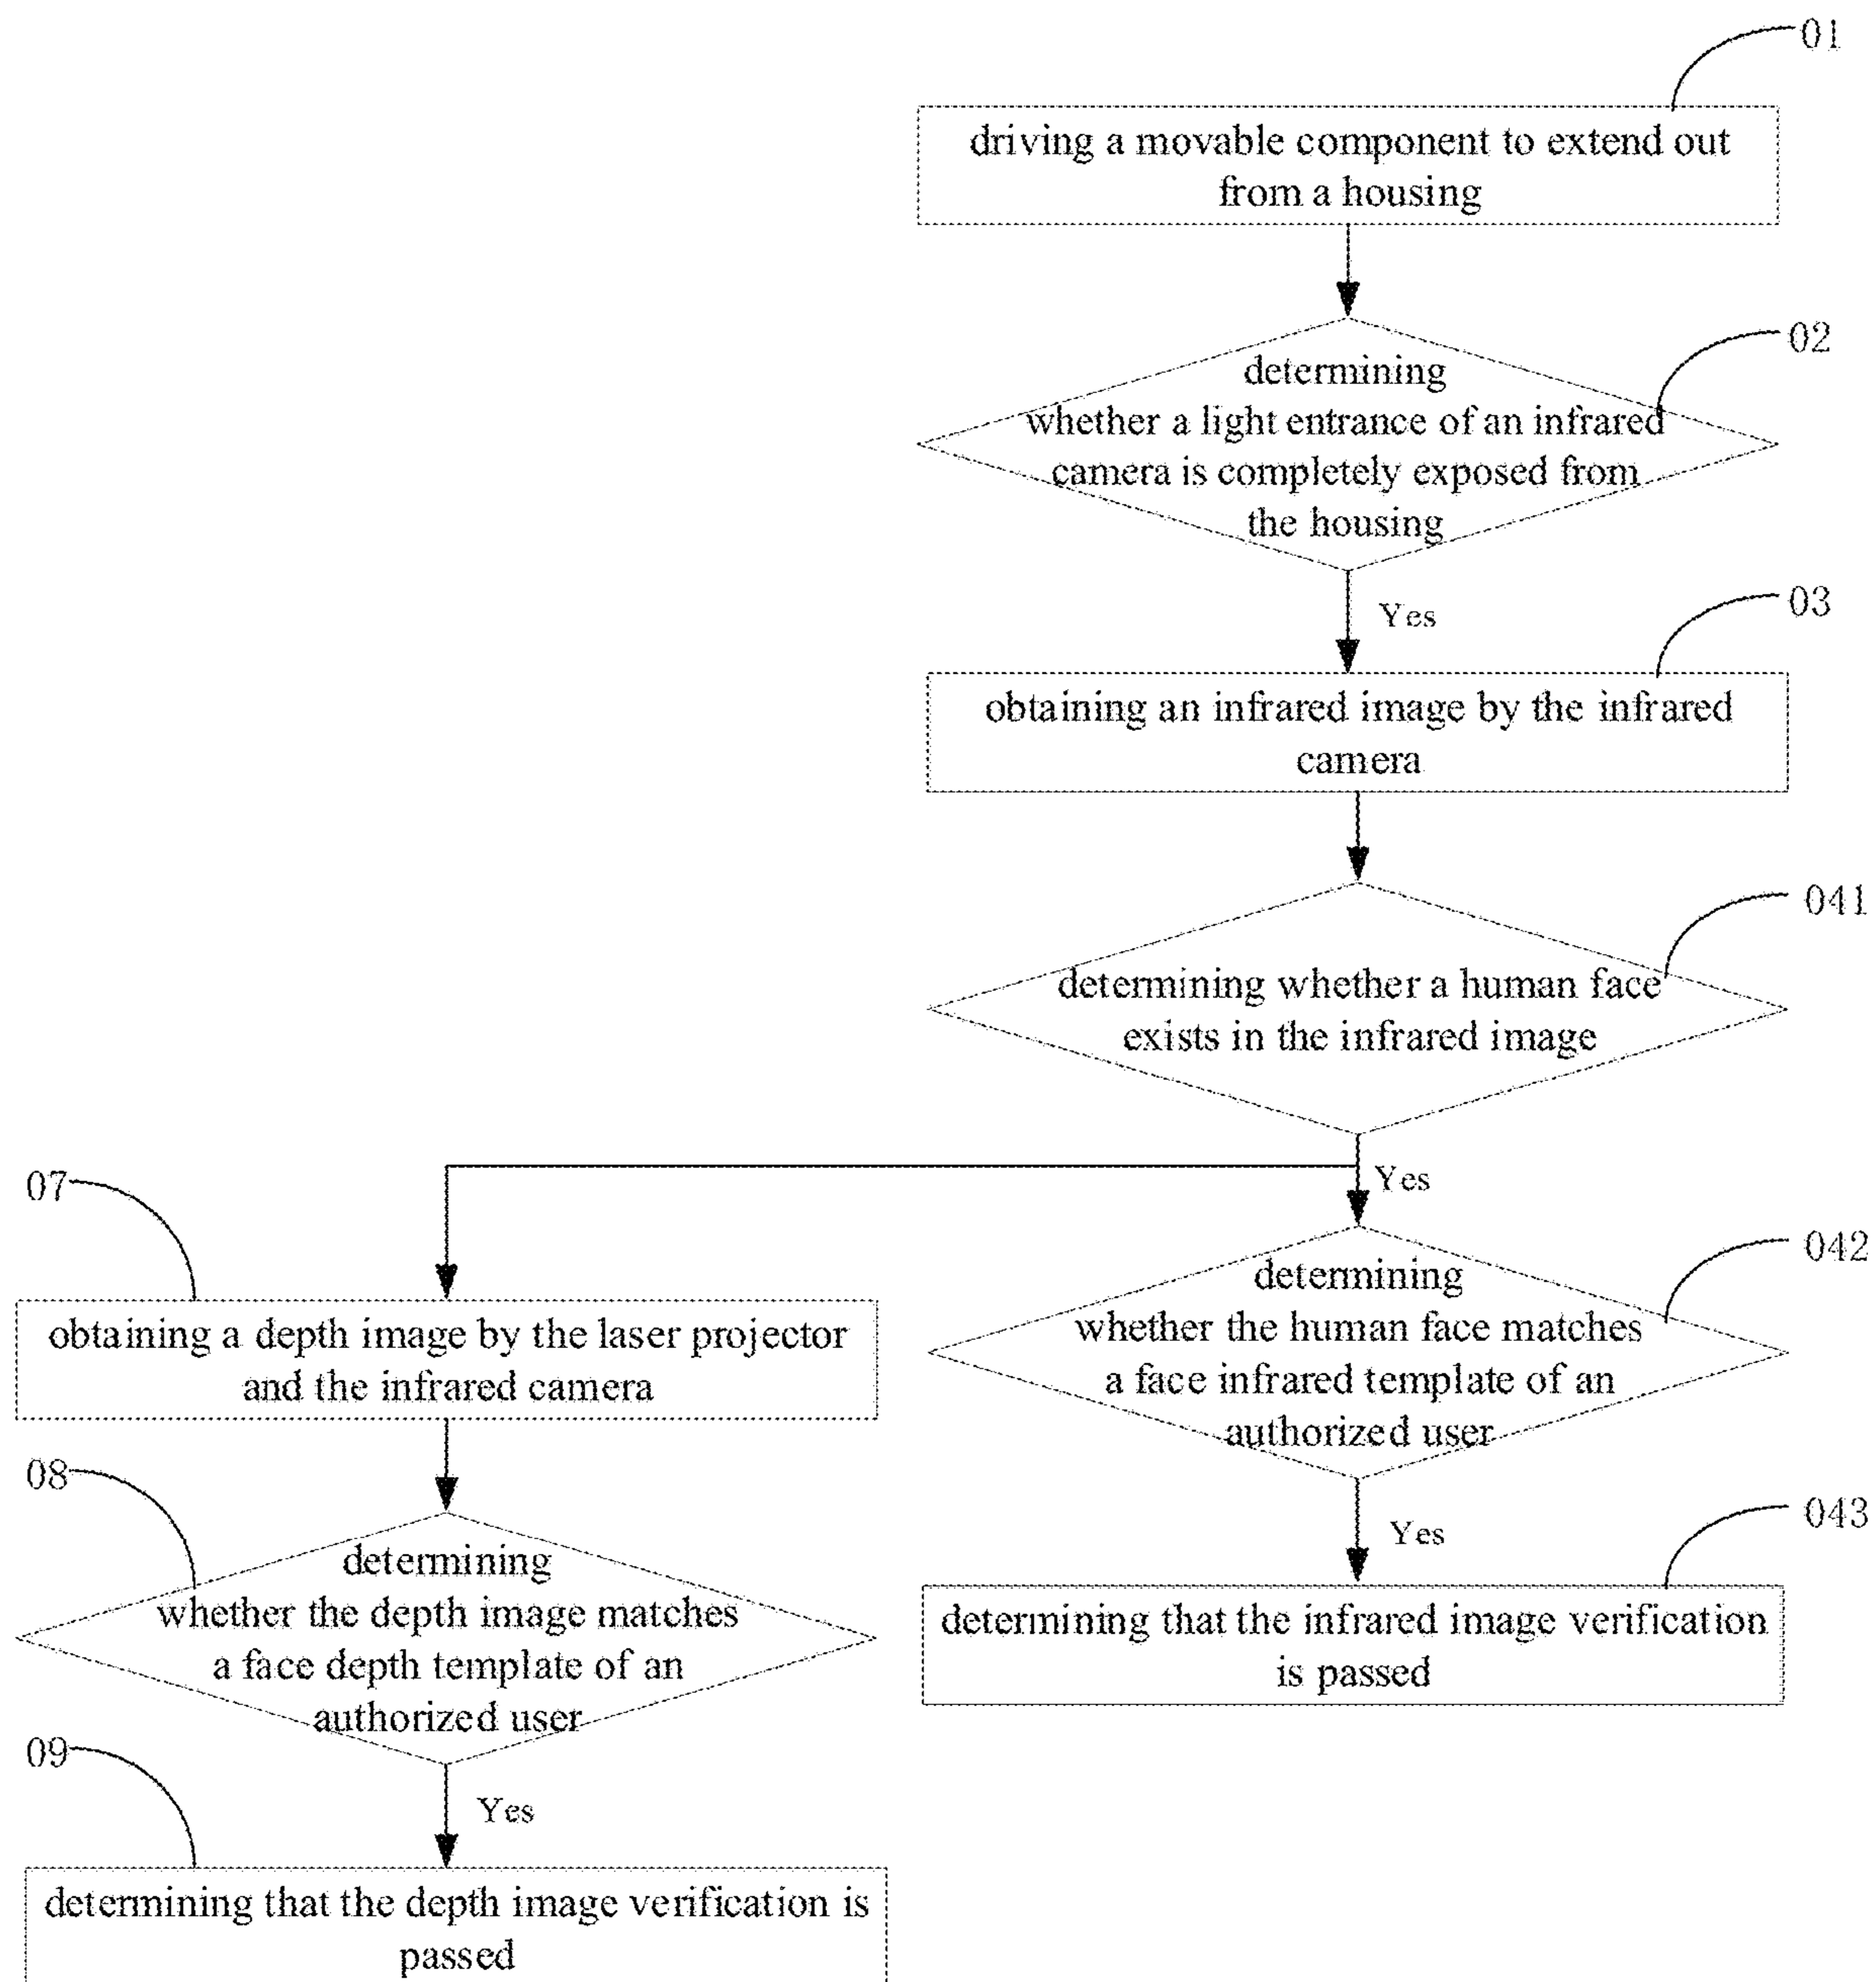 01
driving a movable component to extend out
from a housing
02
determining
whether a light entrance of an infrared
camera is completely exposed from
the housing
Yes
03
obtaining an infrared image by the infrared
camera
041
determining whether a human face
exists in the infrared image
Yes
042
determining
whether the human face matches
a face infrared template of an
authorized user
Yes
043
determining that the infrared image verification
is passed
07
obtaining a depth image by the laser projector
and the infrared camera
08
determining
whether the depth image matches
a face depth template of an
authorized user
Yes
09
determining that the depth image verification is
passed